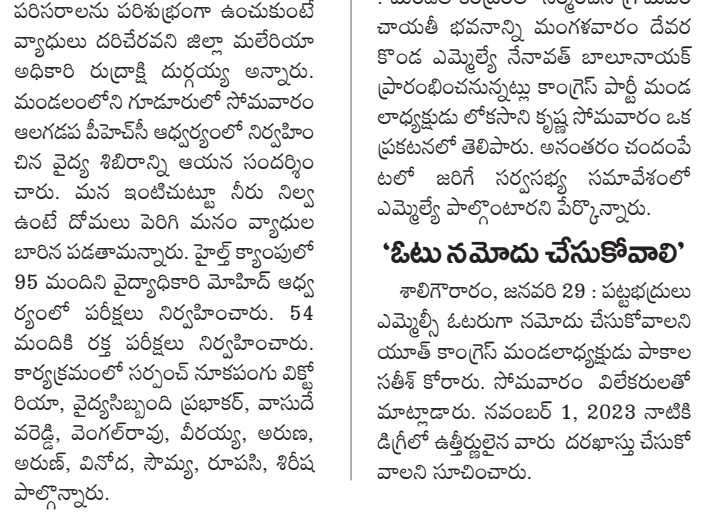 పరిసరాలను పరిశుభ్రంగా ఉంచుకుంటే
వ్యాధులు దరిచేరవని జిల్లా మలేరియా
అధికారి రుద్రాక్షి దుర్గయ్య అన్నారు.
మండలంలోని గూడూరులో సోమవారం
ఆలగడప పీహెచ్‌సీ ఆధ్వర్యంలో నిర్వహిం
చిన వైద్య శిబిరాన్ని ఆయన సందర్శిం
చారు. మన ఇంటిచుట్టూ నీరు నిల్వ
ఉంటే దోమలు పెరిగి మనం వ్యాధుల
బారిన పడతామన్నారు. హైల్త్ క్యాంపులో
95 మందిని వైద్యాధికారి మోహిద్ ఆధ్వ
ర్యంలో పరీక్షలు నిర్వహించారు. 54
మందికి రక్త పరీక్షలు నిర్వహించారు.
కార్యక్రమంలో సర్పంచ్ నూకపంగు విక్టో
రియా, వైద్యసిబ్బంది ప్రభాకర్, వాసుదే
వరెడ్డి, వెంగల్‌రావు, వీరయ్య, అరుణ,
అరుణ్, వినోద, సౌమ్య, రూపసి, శిరీష
పాల్గొన్నారు.
చాయతీ భవనాన్ని మంగళవారం దేవర
కొండ ఎమ్మెల్యే నేనావత్ బాలూనాయక్
ప్రారంభించనున్నట్లు కాంగ్రెస్ పార్టీ మండ
లాధ్యక్షుడు లోకసాని కృష్ణ సోమవారం ఒక
ప్రకటనలో తెలిపారు. అనంతరం చందంపే
టలో జరిగే సర్వసభ్య సమావేశంలో
ఎమ్మెల్యే పాల్గొంటారని పేర్కొన్నారు.
‘ఓటు నమోదు చేసుకోవాలి’
శాలిగౌరారం, జనవరి 29 : పట్టభద్రులు
ఎమ్మెల్సీ ఓటరుగా నమోదు చేసుకోవాలని
యూత్ కాంగ్రెస్ మండలాధ్యక్షుడు పాకాల
సతీశ్ కోరారు. సోమవారం విలేకరులతో
మాట్లాడారు. నవంబర్ 1, 2023 నాటికి
డిగ్రీలో ఉత్తీర్ణులైన వారు దరఖాస్తు చేసుకో
వాలని సూచించారు.